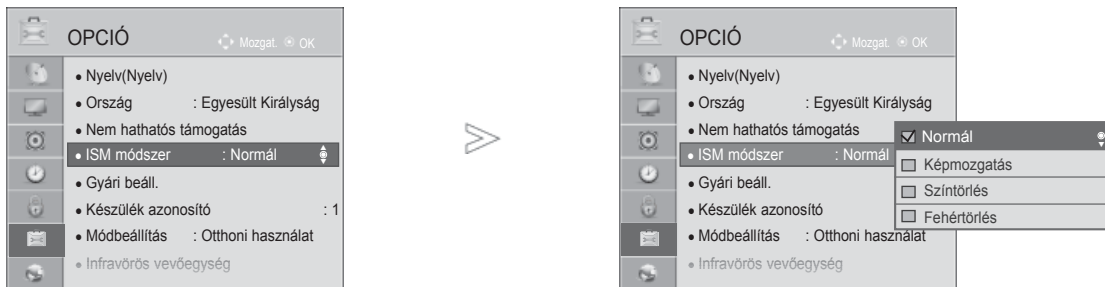 OPCIÓ
Mozgat. OK
• Nyelv(Nyelv)
• Ország : Egyesült Királyság
• Nem hathatós támogatás
• ISM módszer : Normál
• Gyári beáll.
• Készülék azonosító : 1
• Módbeállítás : Otthoni használat
• Infravörös vevőegység
OPCIÓ
Mozgat. OK
• Nyelv(Nyelv)
• Ország : Egyesült Királyság
• Nem hathatós támogatás
• ISM módszer : Normál
• Gyári beáll.
• Készülék azonosító
• Módbeállítás : Otthoni használat
• Infravörös vevőegység
Normál
Képmozgatás
Színtörlés
Fehértörlés